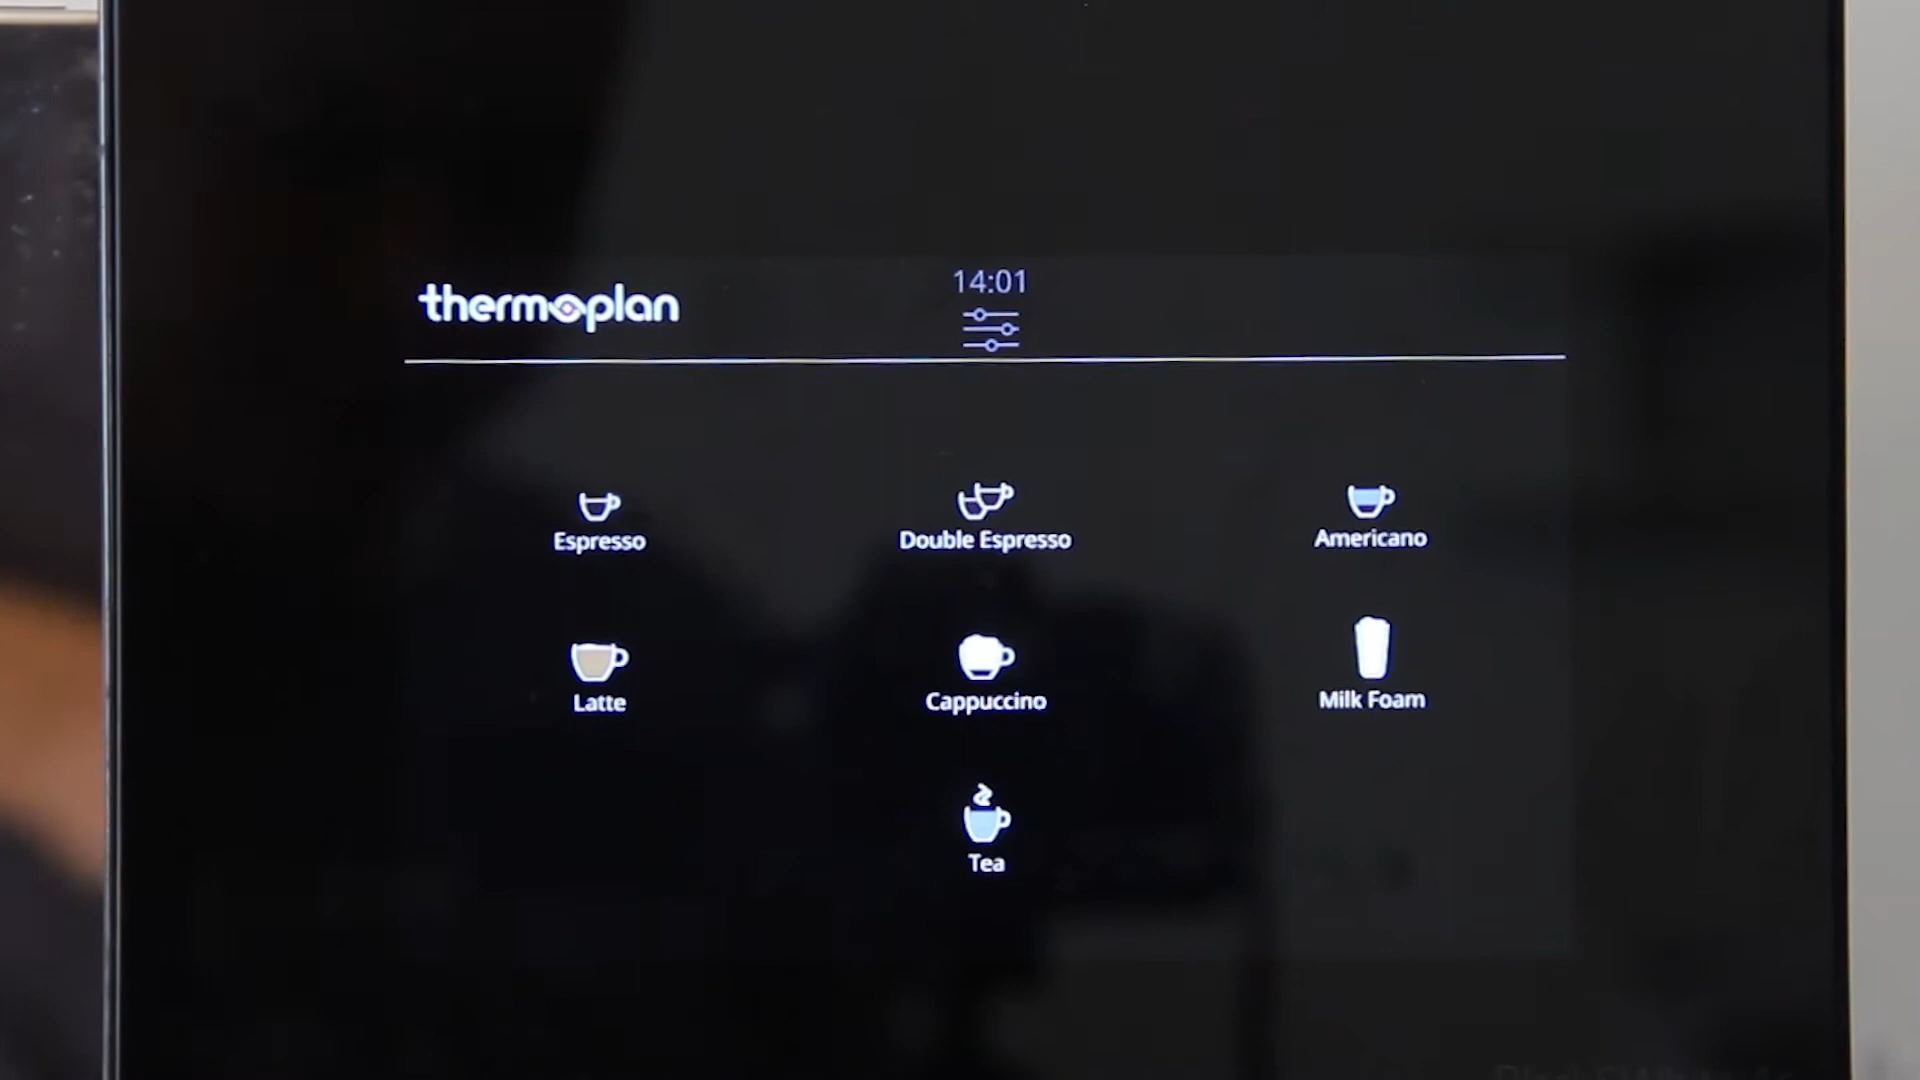 14:01
thermoplan
Espresso
Double Espresso
Americano
Latte
Cappuccino
Milk Foam
Tea